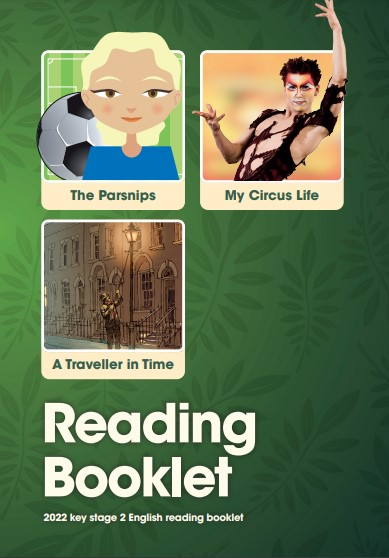 The Parsnips
My Circus Life
A Traveller in Time
Reading
Booklet
2022 key stage 2 English reading booklet